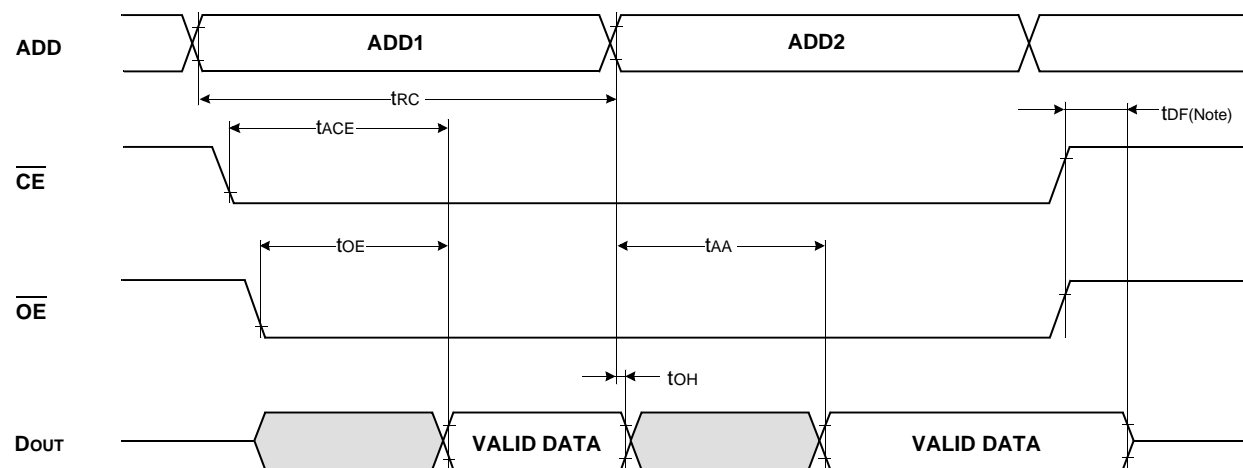 ADD
ADD1
ADD2
tRC
tDF(Note)
tACE
CE
tOE
tAA
OE
tOH
DOUT
VALID DATA
VALID DATA